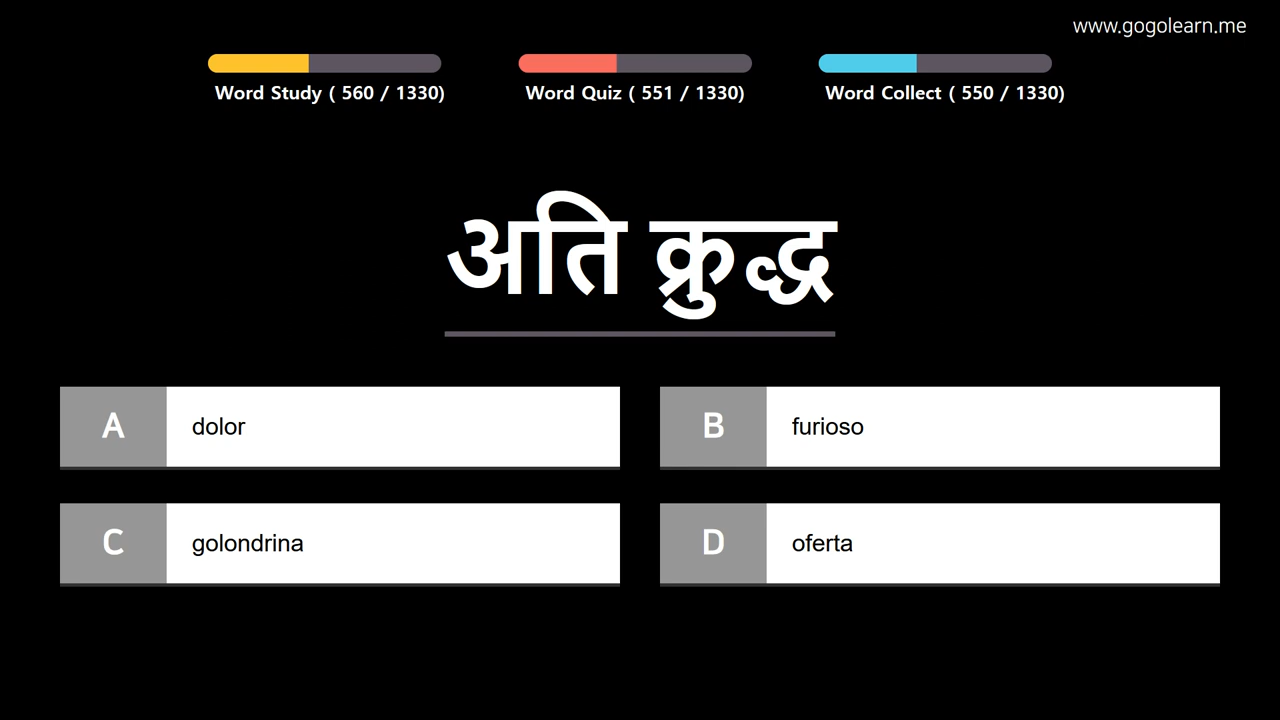 www.gogolearn.me
Word Study ( 560 / 1330)
Word Quiz ( 551 / 1330)
Word Collect ( 550 / 1330)
अति क्रुद्ध
A
dolor
B
furioso
C
golondrina
D
oferta